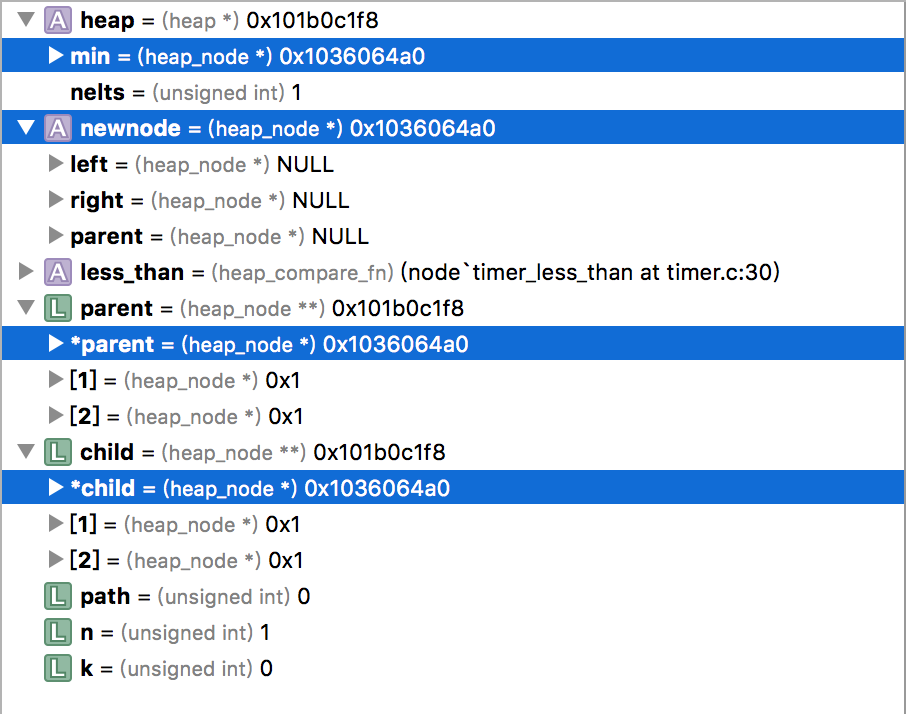 A heap = (heap *) 0x101b0c1f8
min = (heap_node *) 0x1036064a0
nelts = (unsigned int) 1
A newnode = (heap_node *) 0x1036064a0
left = (heap_node *) NULL
right = (heap_node *) NULL
parent = (heap_node *) NULL
A less_than = (heap_compare_fn) (node`timer_less_than at timer.c:30)
L parent = (heap_node **) 0x101b0c1f8
*parent = (heap_node *) 0x1036064a0
[1] = (heap_node *) 0x1
[2] = (heap_node *) 0x1
L child = (heap_node **) 0x101b0c1f8
*child = (heap_node *) 0x1036064a0
[1] = (heap_node *) 0x1
[2] = (heap_node *) 0x1
L path = (unsigned int) 0
L n = (unsigned int) 1
L k = (unsigned int) 0